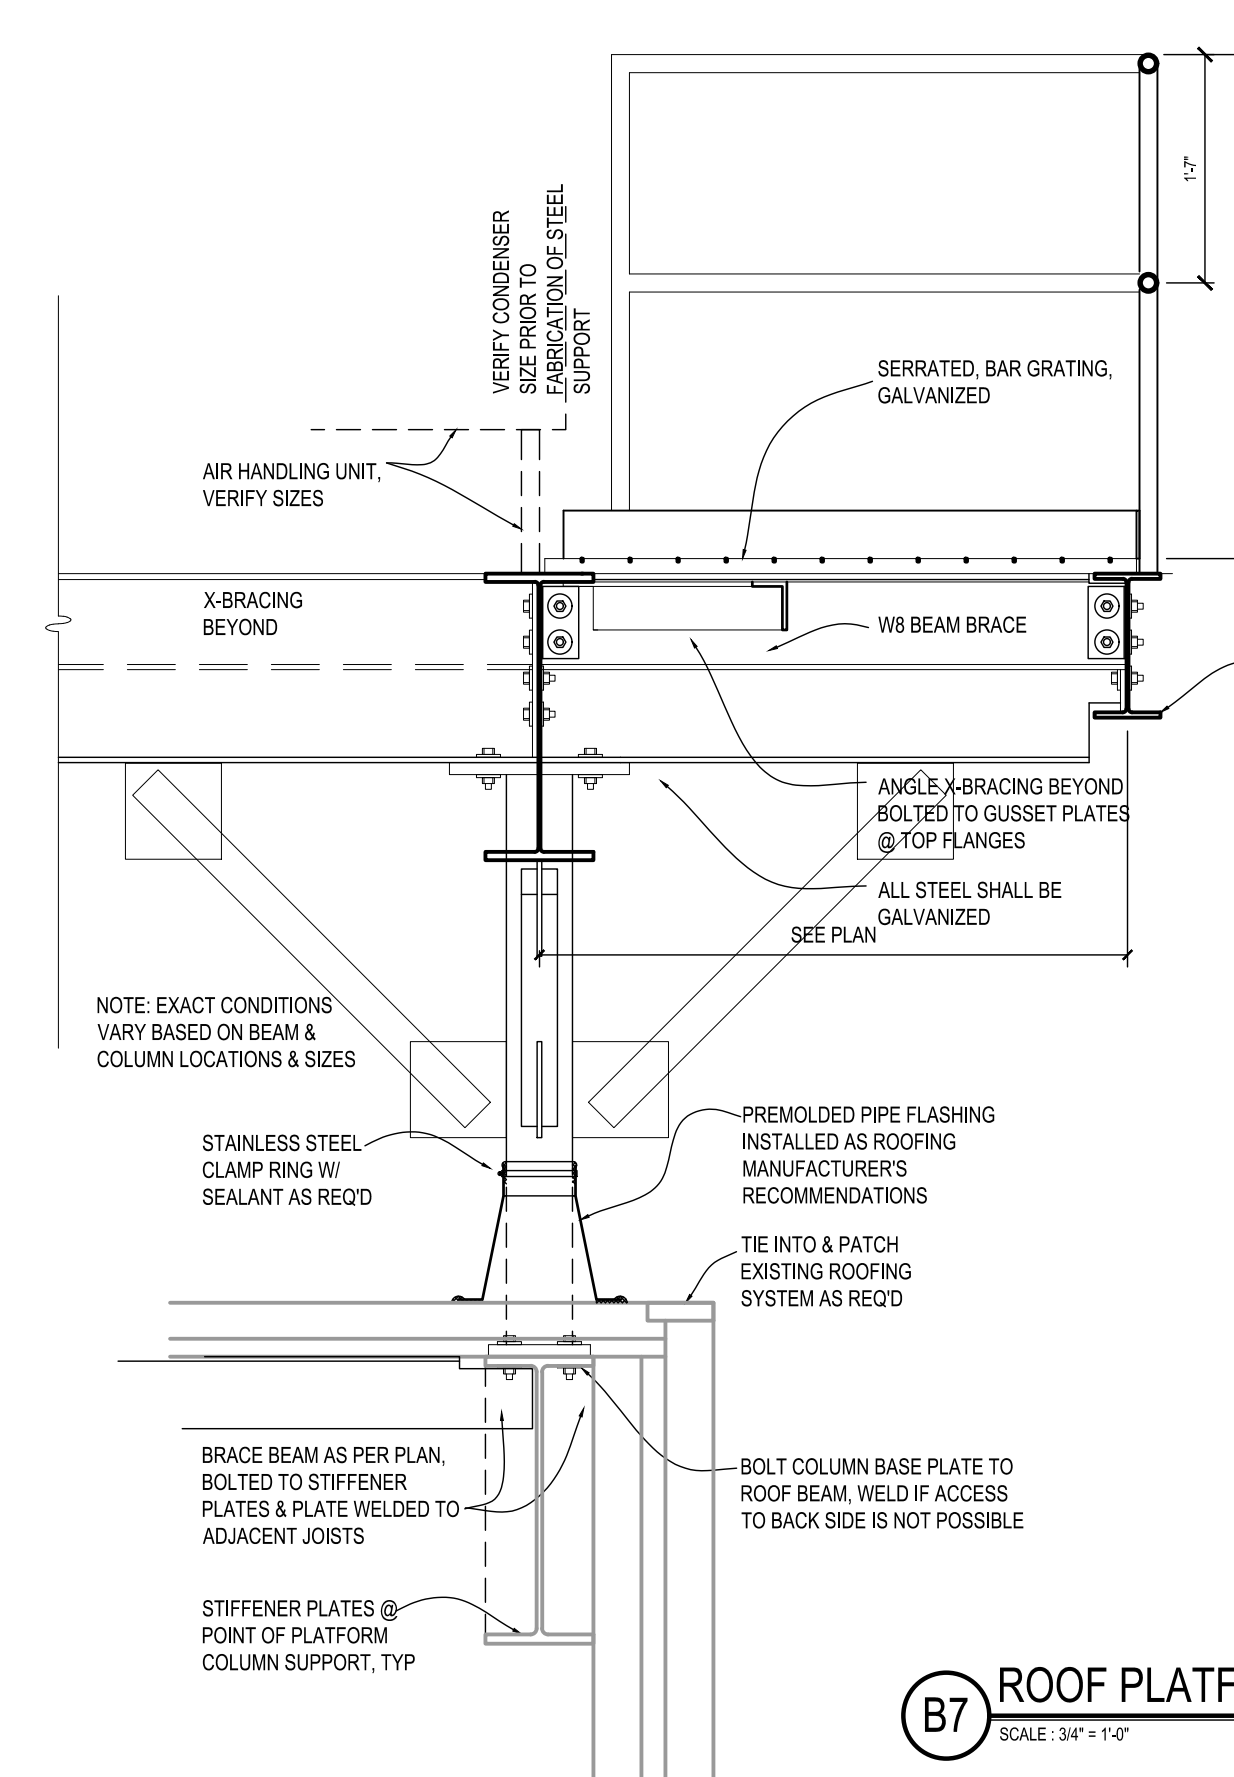 1'-7"
VERIFY CONDENSER
SIZE PRIOR TO
FABRICATION OF STEEL
SUPPORT
SERRATED, BAR GRATING,
GALVANIZED
AIR HANDLING UNIT,
VERIFY SIZES
X-BRACING
BEYOND
W8 BEAM BRACE
ANGLE X-BRACING BEYOND
BOLTED TO GUSSET PLATES
@ TOP FLANGES
ALL STEEL SHALL BE
GALVANIZED
SEE PLAN
NOTE: EXACT CONDITIONS
VARY BASED ON BEAM &
COLUMN LOCATIONS & SIZES
STAINLESS STEEL
CLAMP RING W/
SEALANT AS REQ'D
PREMOLDED PIPE FLASHING
INSTALLED AS ROOFING
MANUFACTURER'S
RECOMMENDATIONS
TIE INTO & PATCH
EXISTING ROOFING
SYSTEM AS REQ'D
BRACE BEAM AS PER PLAN,
BOLTED TO STIFFENER
PLATES & PLATE WELDED TO
ADJACENT JOISTS
BOLT COLUMN BASE PLATE TO
ROOF BEAM, WELD IF ACCESS
TO BACK SIDE IS NOT POSSIBLE
STIFFENER PLATES @
POINT OF PLATFORM
COLUMN SUPPORT, TYP
B7
ROOF PLATF
SCALE : 3/4" = 1'-0"